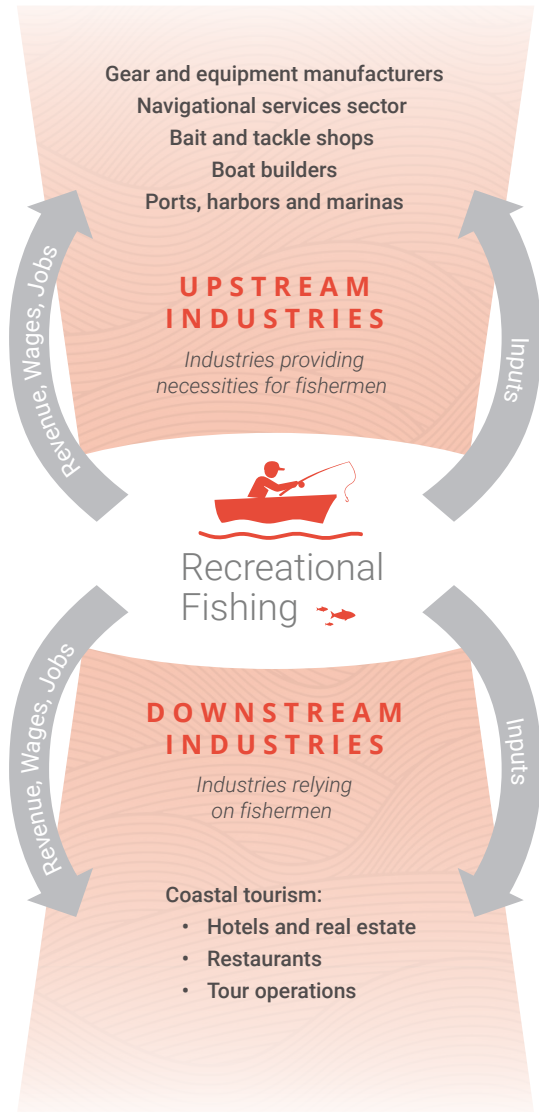 Gear and equipment manufacturers
Navigational services sector
Bait and tackle shops
Boat builders
Ports, harbors and marinas
Revenue, Wages, Jobs
Inputs
UPSTREAM
INDUSTRIES
Industries providing
necessities for fishermen
Recreational
Fishing
Revenue, Wages, Jobs
Inputs
DOWNSTREAM
INDUSTRIES
Industries relying
on fishermen
Coastal tourism:
• Hotels and real estate
• Restaurants
• Tour operations